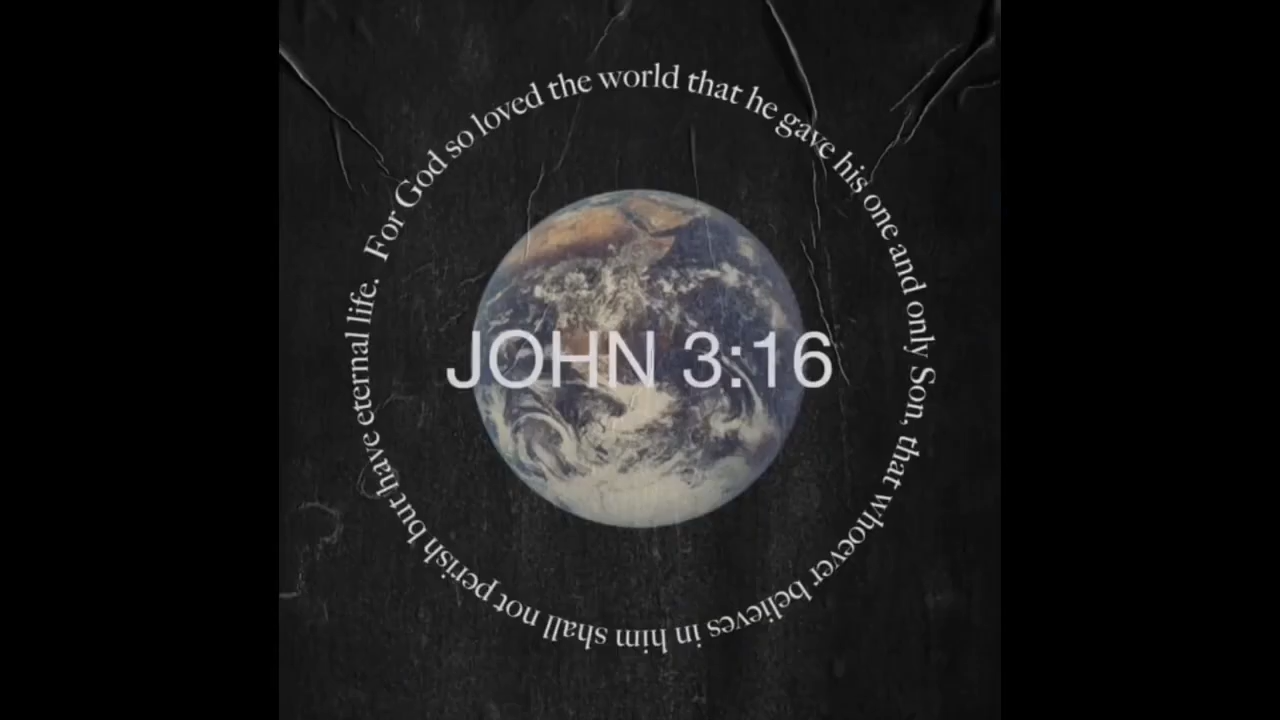 For God so loved the world that he gave his one and only Son, that whoever believes in him shall not perish but have eternal life.
JOHN 3:16